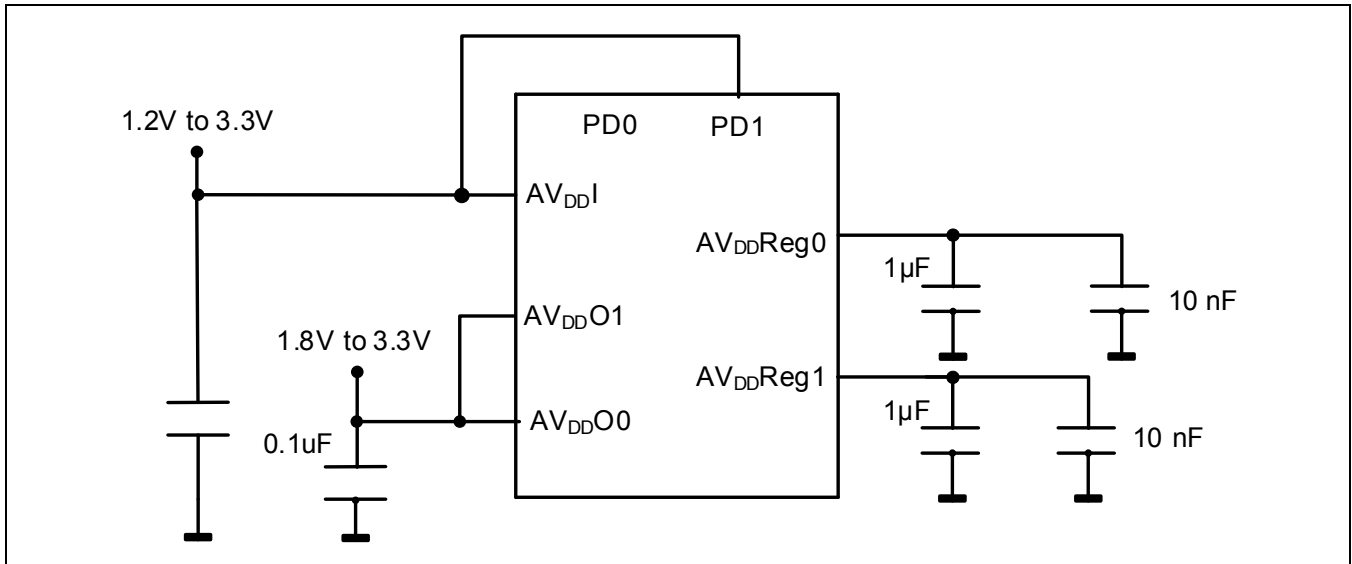 1.2V to 3.3V
PD0 PD1
AVDDI
AVDDReg0
1µF
10 nF
AVDDO1
1.8V to 3.3V
AVDDReg1
1µF
AVDDO0
0.1uF
10 nF